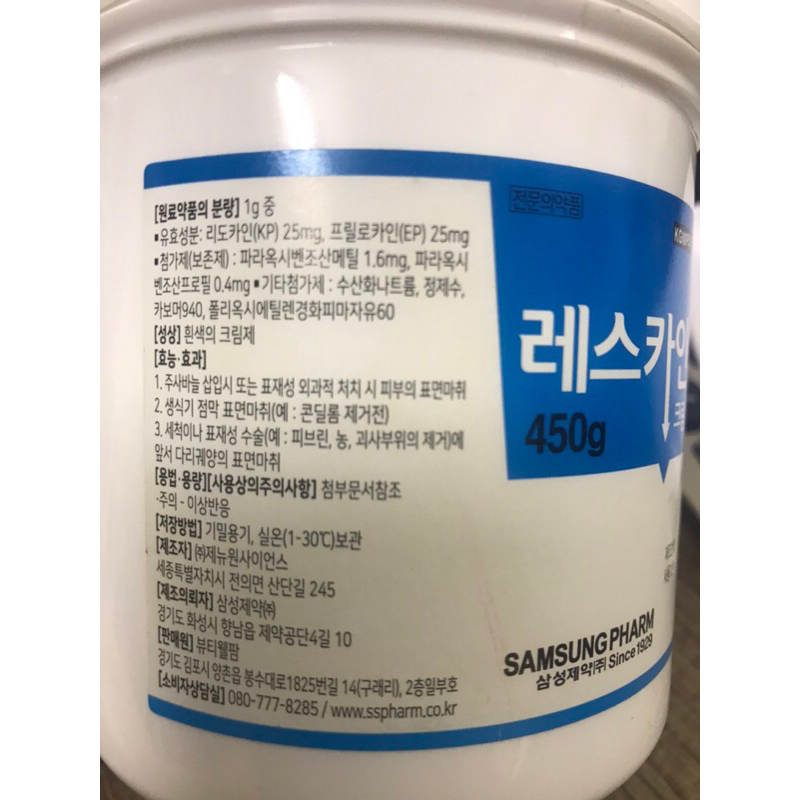 [원료약품의 분량] 1g 중
▪유효성분: 리도카인(KP) 25mg, 프릴로카인(EP) 25mg
▪첨가제(보존제) : 파라옥시벤조산메틸 1.6mg, 파라옥시
벤조산프로필 0.4mg ▪기타첨가제 : 수산화나트륨, 정제수,
카보머940, 폴리옥시에틸렌경화피마자유60
[성상] 흰색의 크림제
[효능·효과]
1. 주사바늘 삽입시 또는 표재성 외과적 처치 시 피부의 표면마취
2. 생식기 점막 표면마취(예 : 콘딜롬 제거전)
3. 세척이나 표재성 수술(예 : 피브린, 농, 괴사부위의 제거)에
앞서 다리궤양의 표면마취
[용법·용량][사용상의주의사항] 첨부문서참조
·주의 - 이상반응
[저장방법] 기밀용기, 실온(1-30℃)보관
[제조자] ㈜제뉴원사이언스
세종특별자치시 전의면 산단길 245
[제조의뢰자] 삼성제약㈜
경기도 화성시 향남읍 제약공단4길 10
[판매원] 뷰티웰팜
경기도 김포시 양촌읍 봉수대로1825번길 14(구래리), 2층일부호
[소비자상담실] 080-777-8285 / www.sspharm.co.kr
전문의약품
레스카인
450g
SAMSUNG PHARM
삼성제약(주) Since 1929